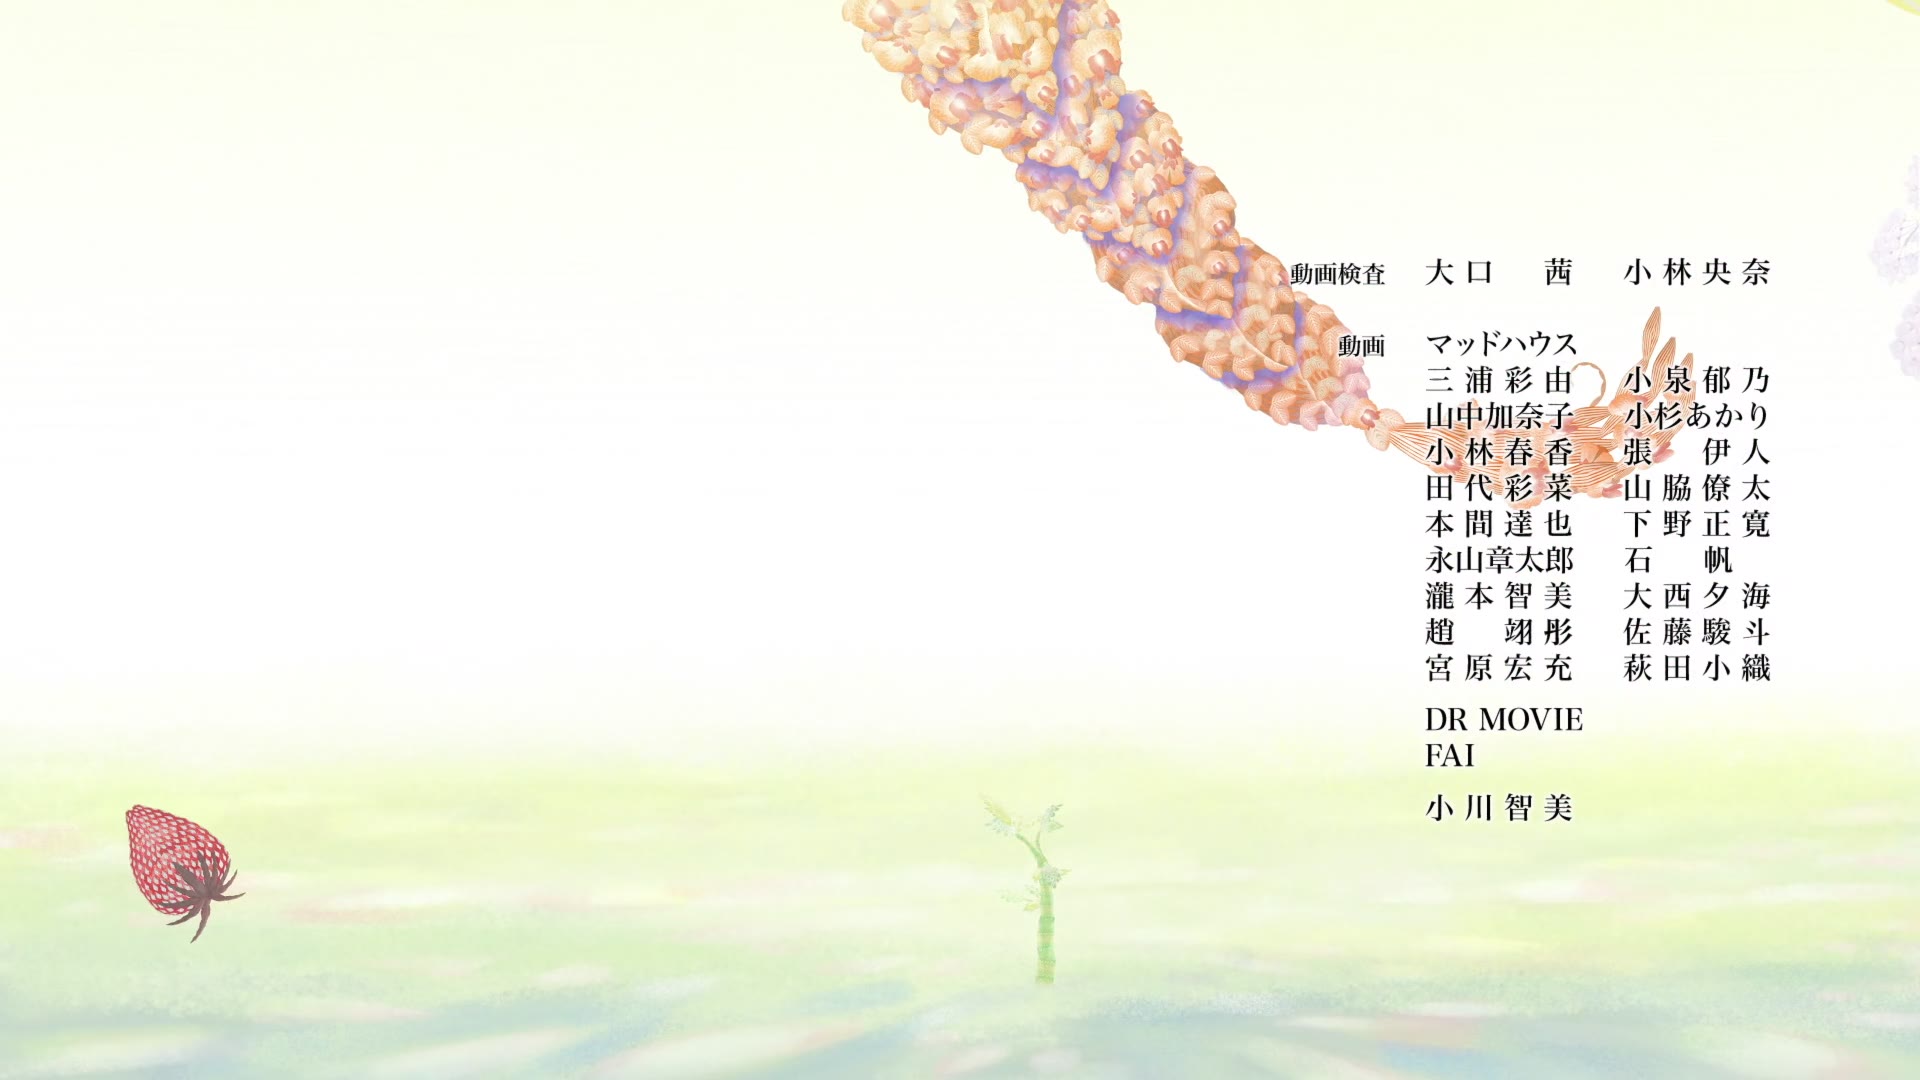 動画検査 大口 茜 小林央奈
動画 マッドハウス
三浦彩由 小泉郁乃
山中加奈子 小杉あかり
小林春香 張 伊人
田代彩菜 山脇僚太
本間達也 下野正寛
永山章太郎 石 帆
瀧本智美 大西夕海
趙 翊彤 佐藤駿斗
宮原宏充 萩田小織
DR MOVIE
FAI
小川智美